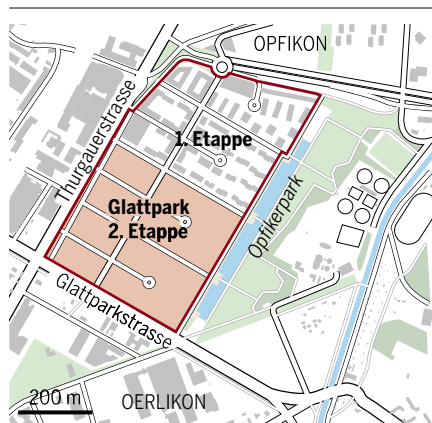 OPFIKON
Thurgauerstrasse
1. Etappe
Glattpark
2. Etappe
Opfikerpark
Glattparkstrasse
200 m
OERLIKON